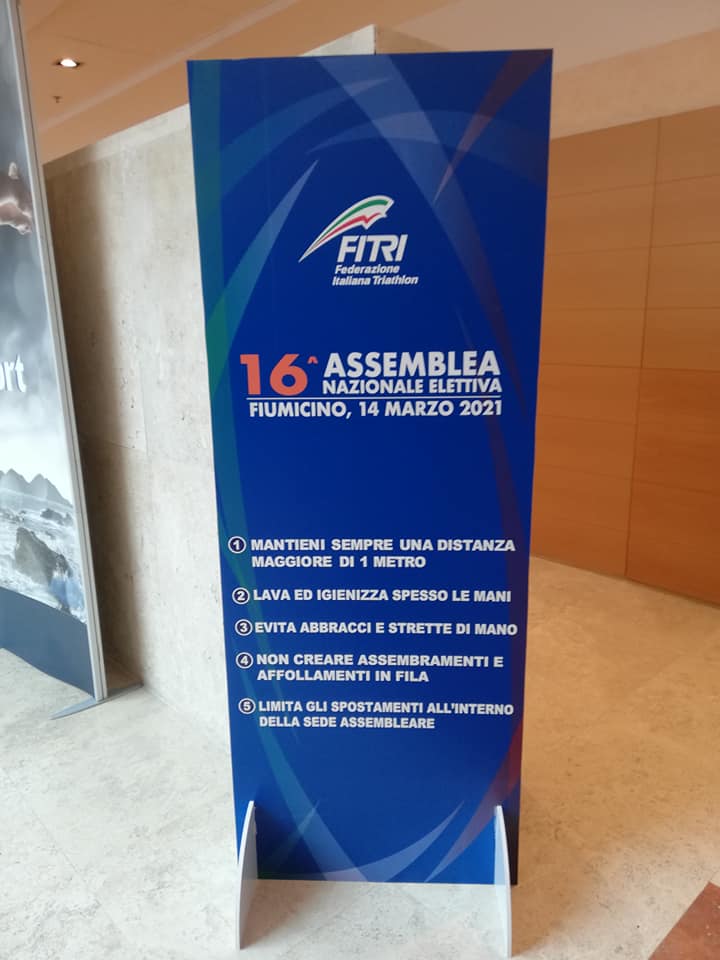 FITRI
Federazione
Italiana Triathlon
16^ ASSEMBLEA
NAZIONALE ELETTIVA
FIUMICINO, 14 MARZO 2021
1 MANTIENI SEMPRE UNA DISTANZA
MAGGIORE DI 1 METRO
2 LAVA ED IGIENIZZA SPESSO LE MANI
3 EVITA ABBRACCI E STRETTE DI MANO
4 NON CREARE ASSEMBRAMENTI E
AFFOLLAMENTI IN FILA
5 LIMITA GLI SPOSTAMENTI ALL'INTERNO
DELLA SEDE ASSEMBLEARE